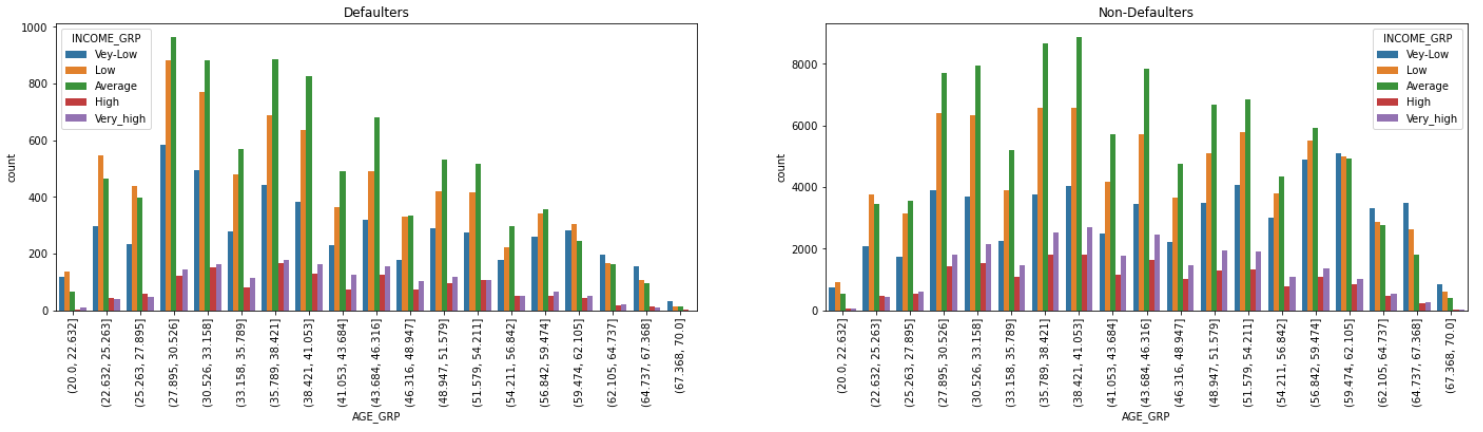 Defaulters
1000
800
600
400
200
0
count
INCOME_GRP
Vey-Low
Low
Average
High
Very_high
(20.0, 22.632]
(22.632, 25.263]
(25.263, 27.895]
(27.895, 30.526]
(30.526, 33.158]
(33.158, 35.789]
(35.789, 38.421]
(38.421, 41.053]
(41.053, 43.684]
(43.684, 46.316]
(46.316, 48.947]
(48.947, 51.579]
(51.579, 54.211]
(54.211, 56.842]
(56.842, 59.474]
(59.474, 62.105]
(62.105, 64.737]
(64.737, 67.368]
(67.368, 70.0]
AGE_GRP
Non-Defaulters
8000
6000
4000
2000
0
count
INCOME_GRP
Vey-Low
Low
Average
High
Very_high
(20.0, 22.632]
(22.632, 25.263]
(25.263, 27.895]
(27.895, 30.526]
(30.526, 33.158]
(33.158, 35.789]
(35.789, 38.421]
(38.421, 41.053]
(41.053, 43.684]
(43.684, 46.316]
(46.316, 48.947]
(48.947, 51.579]
(51.579, 54.211]
(54.211, 56.842]
(56.842, 59.474]
(59.474, 62.105]
(62.105, 64.737]
(64.737, 67.368]
(67.368, 70.0]
AGE_GRP